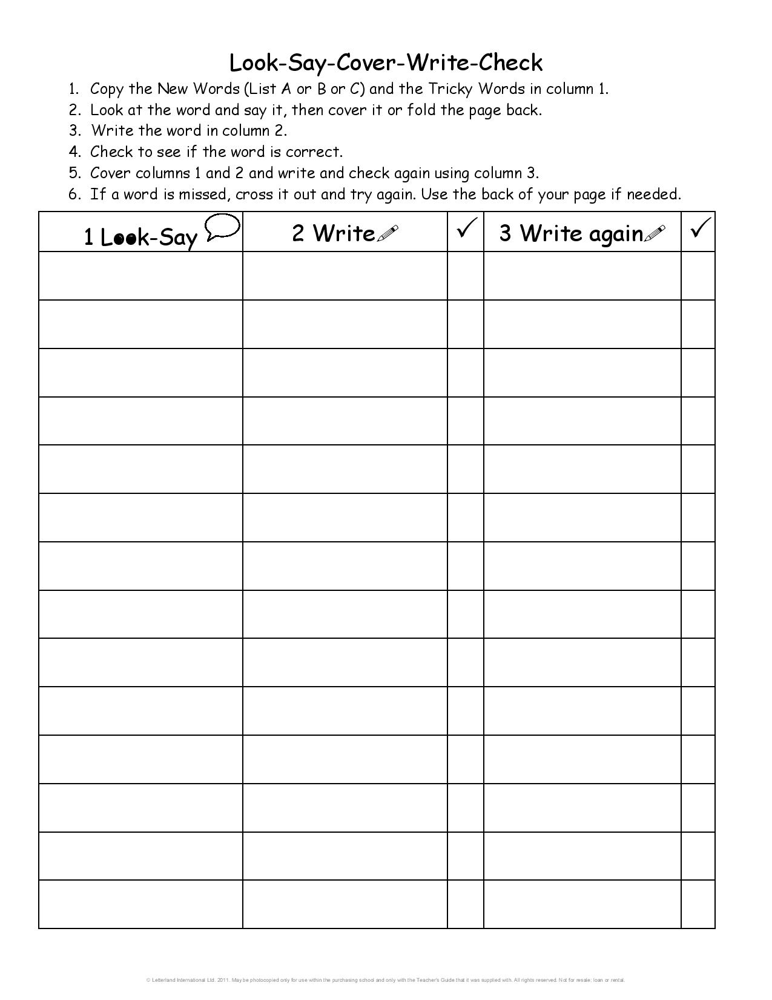 Look-Say-Cover-Write-Check
1. Copy the New Words (List A or B or C) and the Tricky Words in column 1.
2. Look at the word and say it, then cover it or fold the page back.
3. Write the word in column 2.
4. Check to see if the word is correct.
5. Cover columns 1 and 2 and write and check again using column 3.
6. If a word is missed, cross it out and try again. Use the back of your page if needed.
1 Look-Say 2 Write ✓ 3 Write again ✓
© Letterland International Ltd. 2011. May be photocopied only for use within the purchasing school and only with the Teacher's Guide that it was supplied with. All rights reserved. Not for resale; loan or rental.